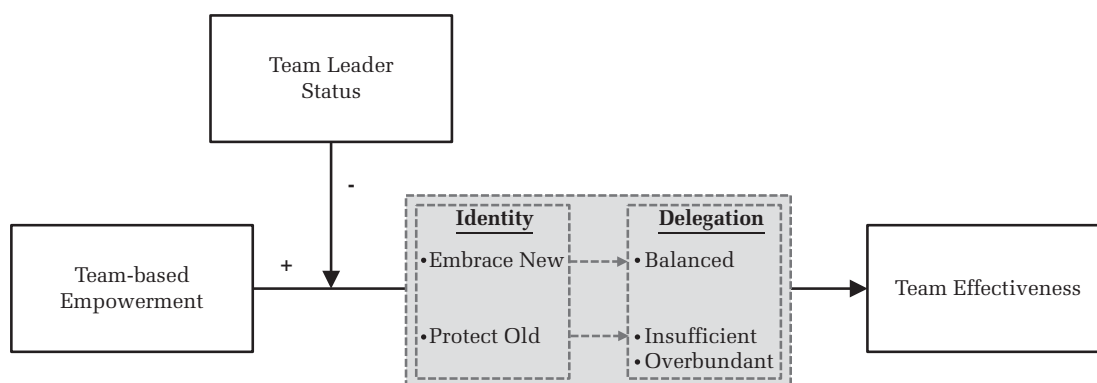 Team Leader
Status
-
Identity
Delegation
Team-based
Empowerment
+
•Embrace New
•Balanced
Team Effectiveness
•Protect Old
•Insufficient
•Overbundant